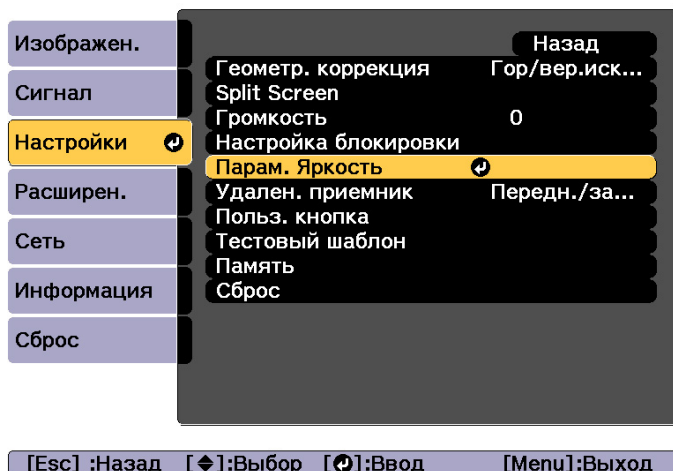 Изображен.
Сигнал
Настройки
Расширен.
Сеть
Информация
Сброс
Назад
Геометр. коррекция Гор/вер.иск...
Split Screen
Громкость 0
Настройка блокировки
Парам. Яркость
Удален. приемник Передн./за...
Польз. кнопка
Тестовый шаблон
Память
Сброс
[Esc] :Назад [◆]:Выбор [↵]:Ввод [Menu]:Выход